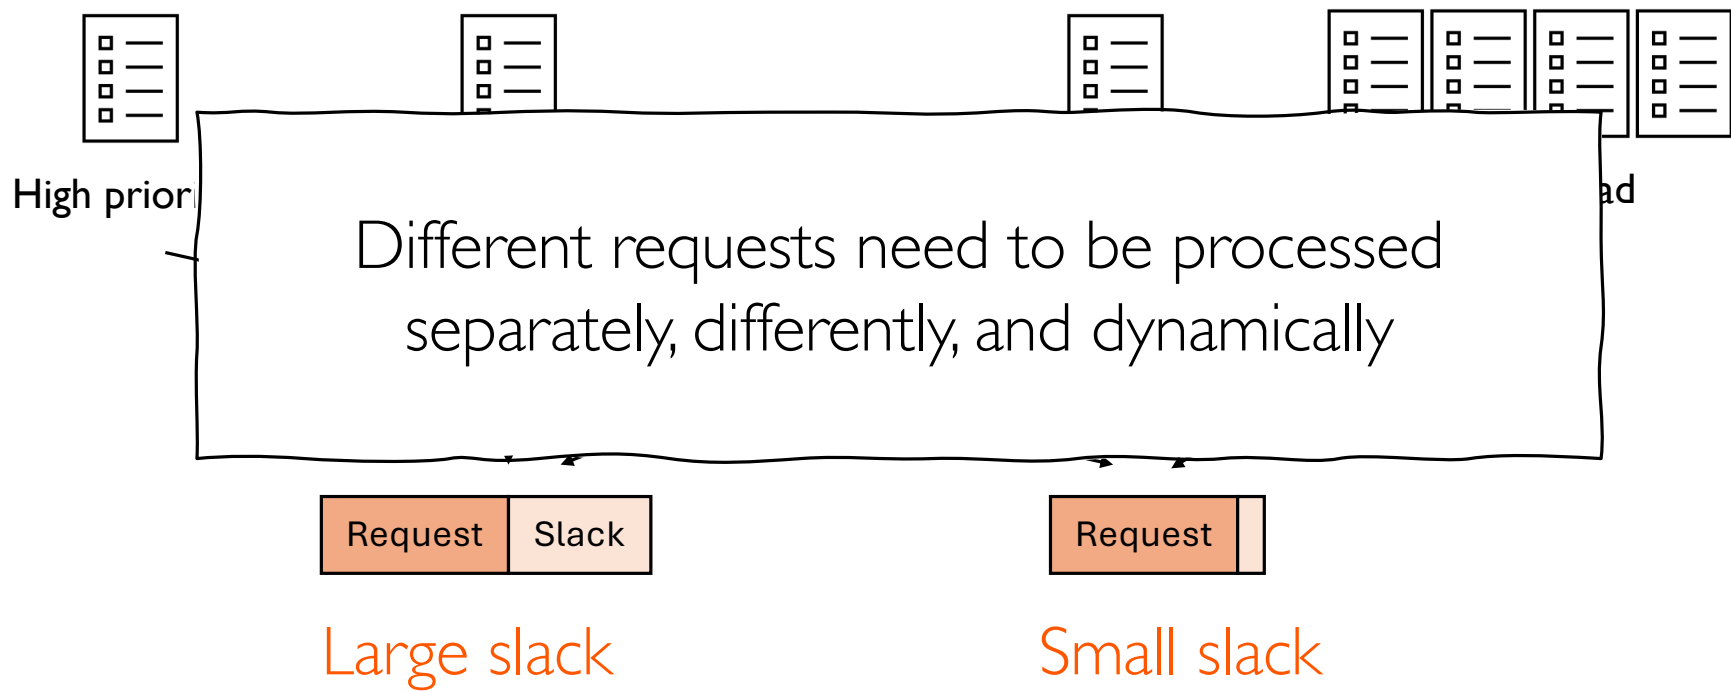 High priori
ad
Different requests need to be processed
separately, differently, and dynamically
Request
Slack
Request
Large slack
Small slack